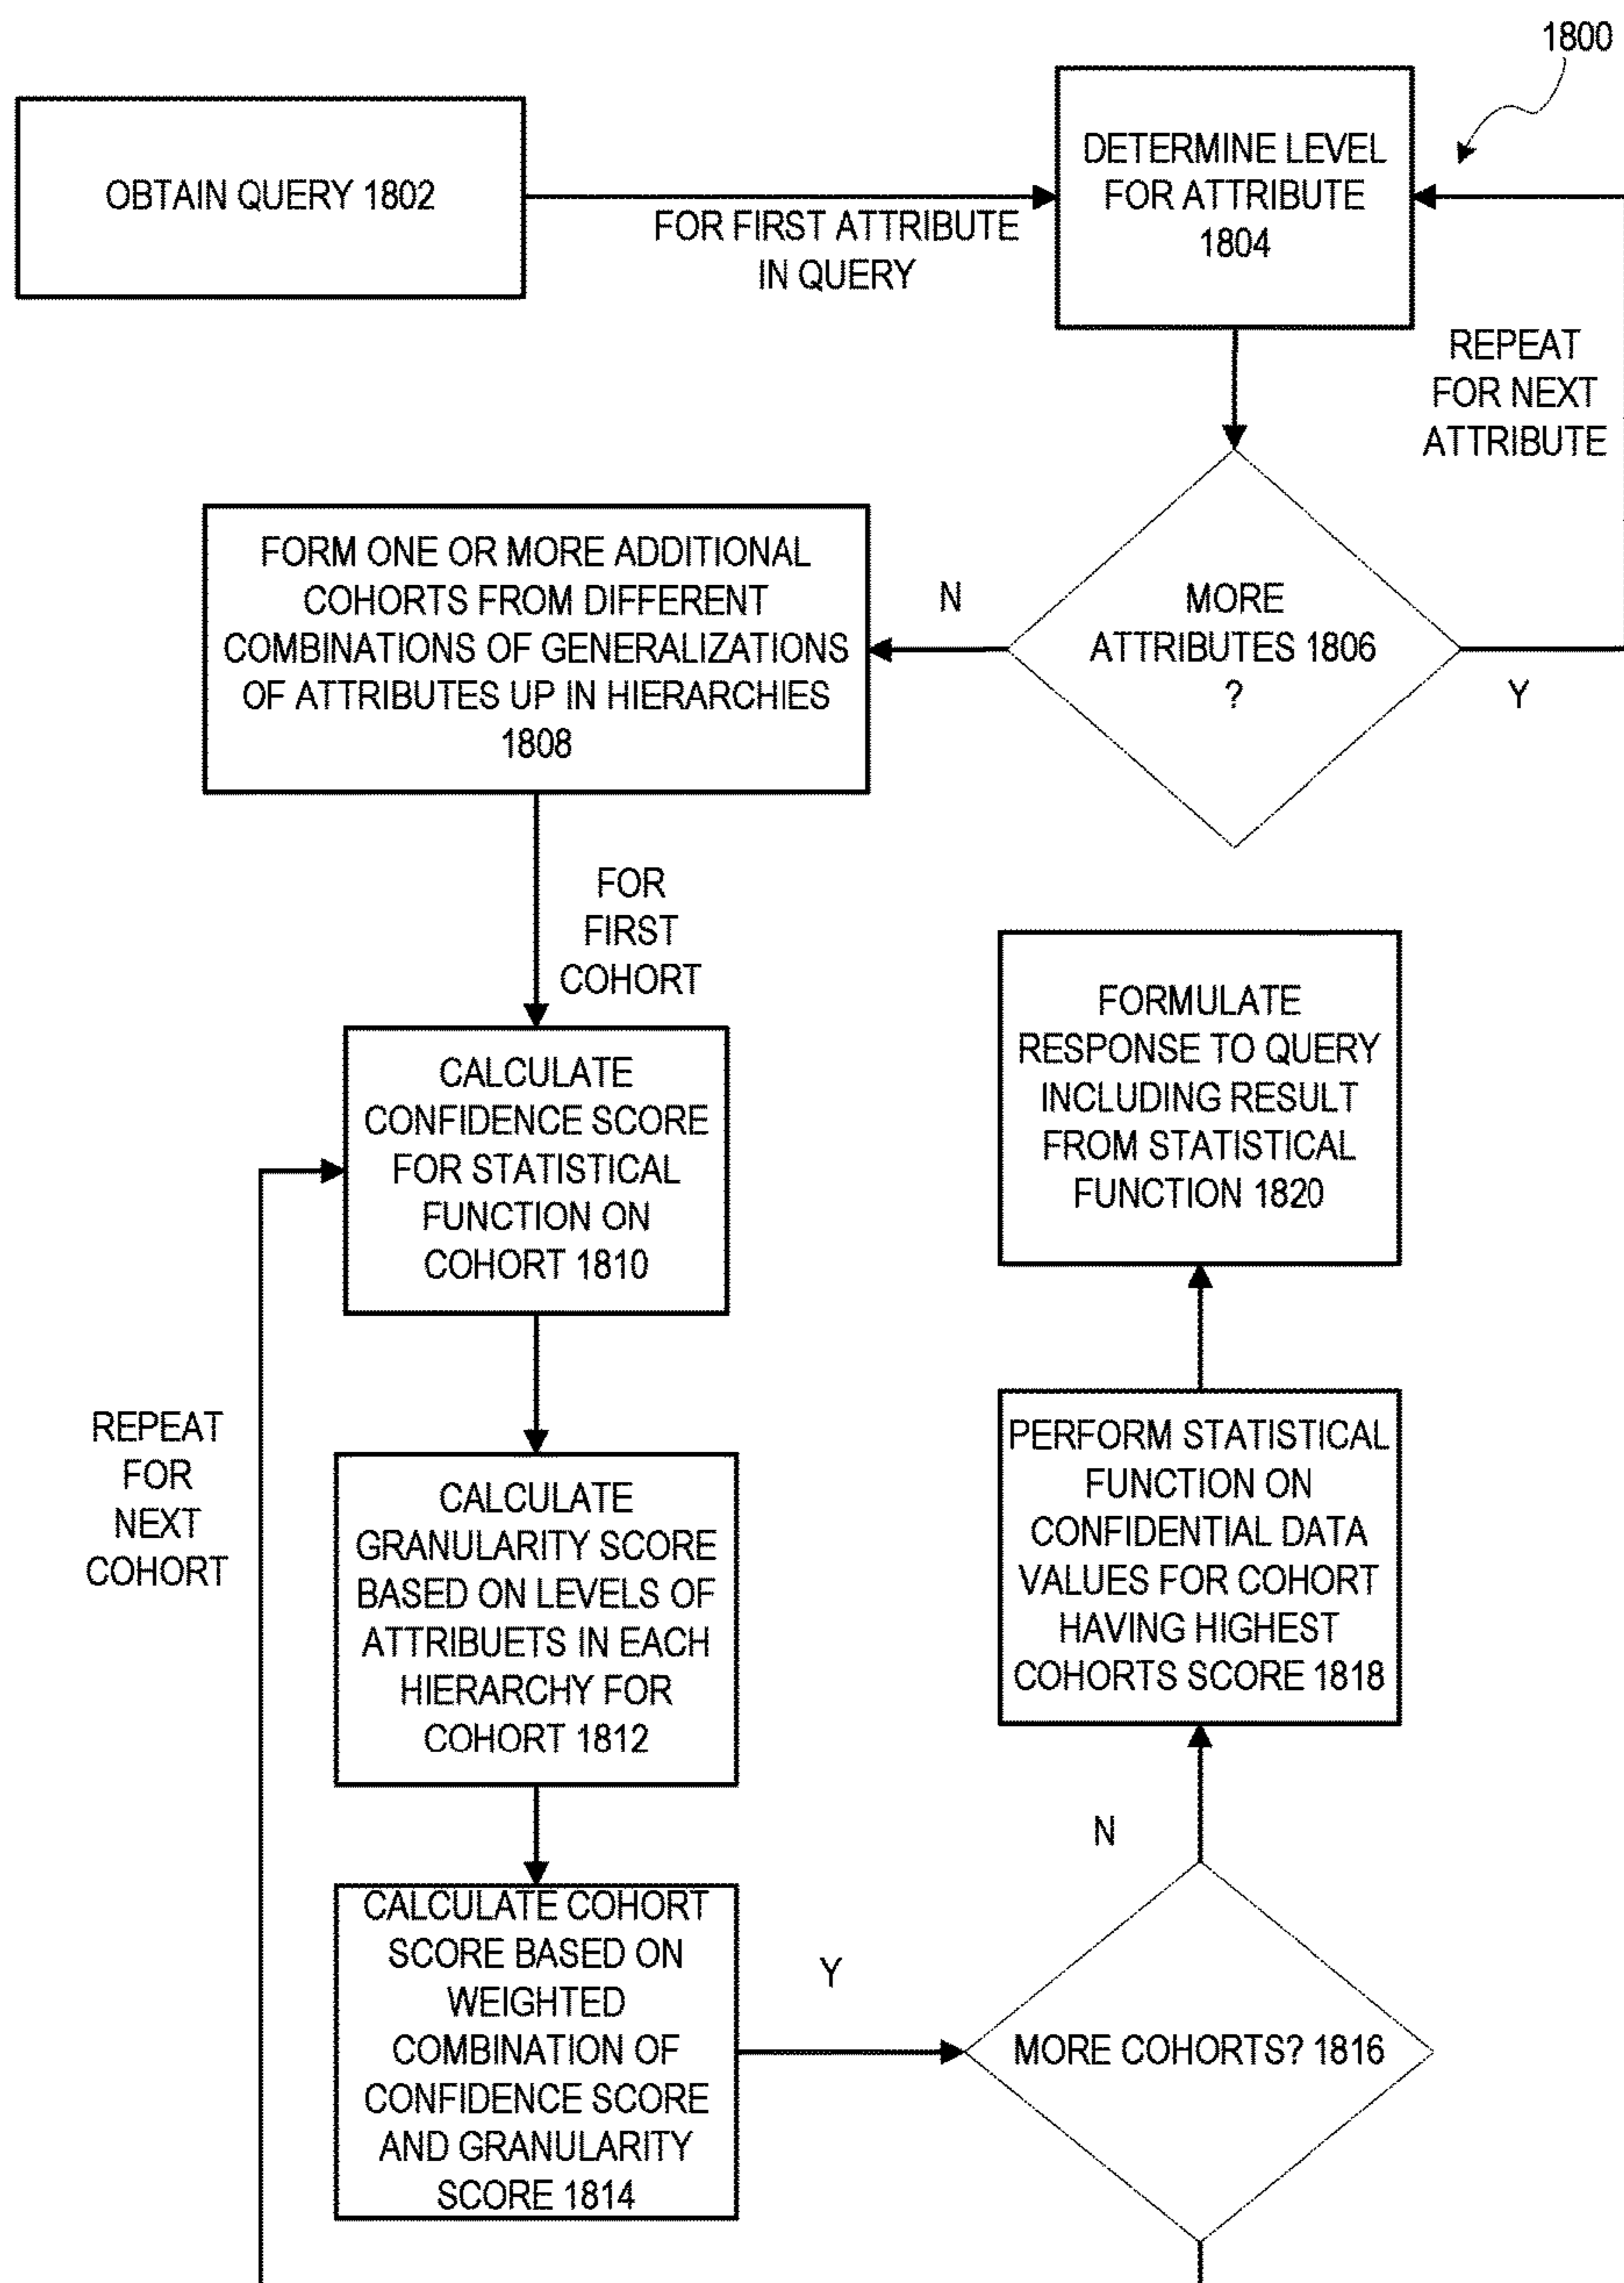 1800
OBTAIN QUERY 1802
FOR FIRST ATTRIBUTE
IN QUERY
DETERMINE LEVEL
FOR ATTRIBUTE
1804
REPEAT
FOR NEXT
ATTRIBUTE
MORE
ATTRIBUTES 1806
?
Y
N
FORM ONE OR MORE ADDITIONAL
COHORTS FROM DIFFERENT
COMBINATIONS OF GENERALIZATIONS
OF ATTRIBUTES UP IN HIERARCHIES
1808
FOR
FIRST
COHORT
CALCULATE
CONFIDENCE SCORE
FOR STATISTICAL
FUNCTION ON
COHORT 1810
CALCULATE
GRANULARITY SCORE
BASED ON LEVELS OF
ATTRIBUETS IN EACH
HIERARCHY FOR
COHORT 1812
REPEAT
FOR
NEXT
COHORT
CALCULATE COHORT
SCORE BASED ON
WEIGHTED
COMBINATION OF
CONFIDENCE SCORE
AND GRANULARITY
SCORE 1814
Y
MORE COHORTS? 1816
N
PERFORM STATISTICAL
FUNCTION ON
CONFIDENTIAL DATA
VALUES FOR COHORT
HAVING HIGHEST
COHORTS SCORE 1818
FORMULATE
RESPONSE TO QUERY
INCLUDING RESULT
FROM STATISTICAL
FUNCTION 1820